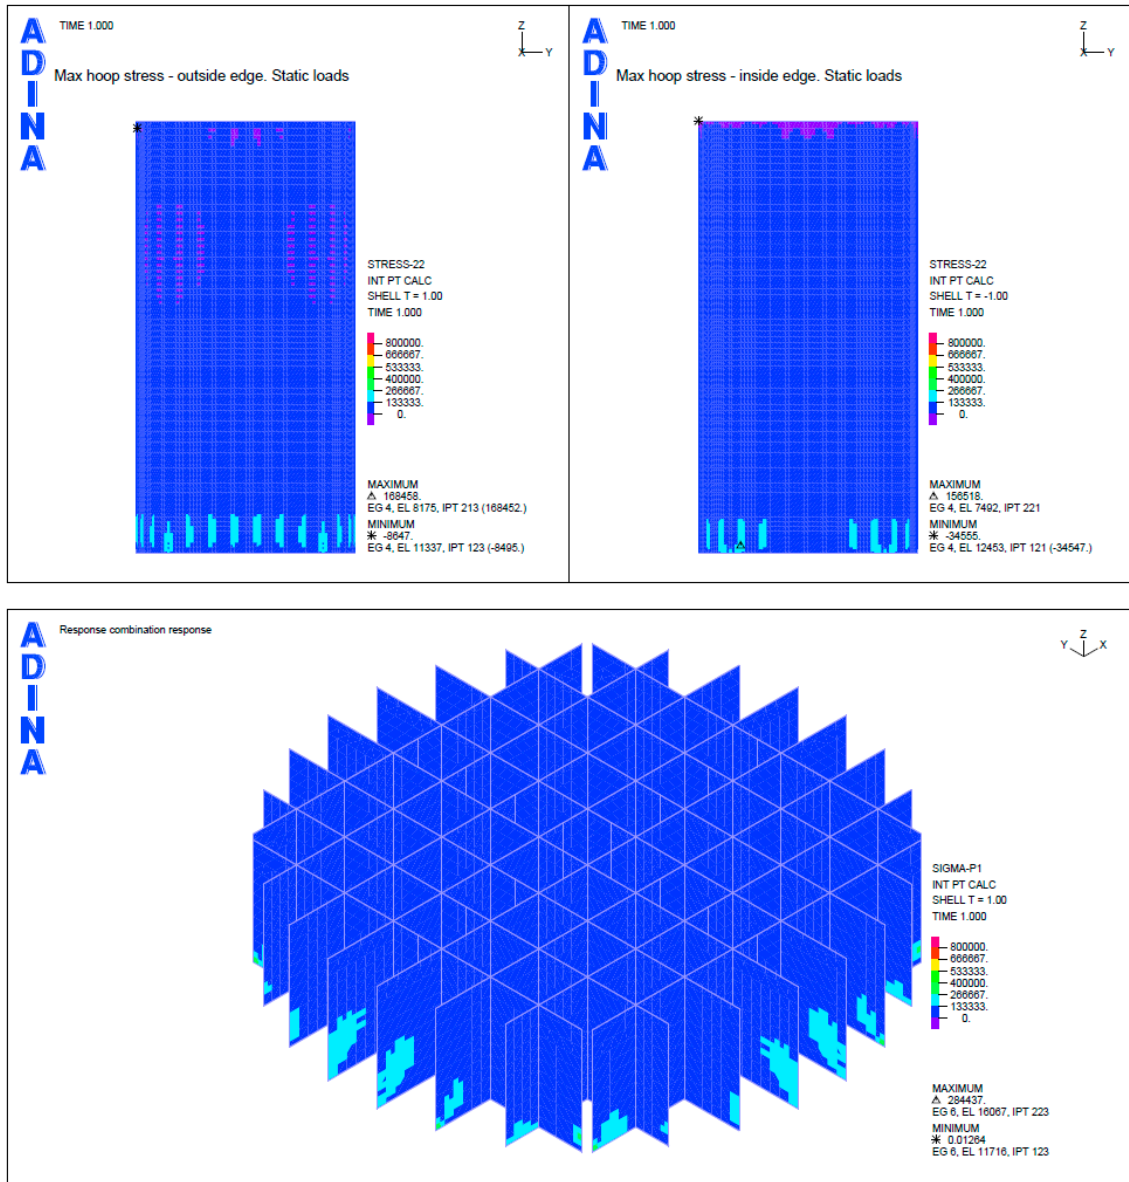 ADINA
TIME 1.000
Z
X Y
Max hoop stress - outside edge. Static loads
STRESS-22
INT PT CALC
SHELL T = 1.00
TIME 1.000
800000.
666667.
533333.
400000.
266667.
133333.
0.
MAXIMUM
168458.
EG 4, EL 8175, IPT 213 (168452.)
MINIMUM
-8647.
EG 4, EL 11337, IPT 123 (-8495.)
ADINA
TIME 1.000
Z
X Y
Max hoop stress - inside edge. Static loads
STRESS-22
INT PT CALC
SHELL T = -1.00
TIME 1.000
800000.
666667.
533333.
400000.
266667.
133333.
0.
MAXIMUM
156518.
EG 4, EL 7492, IPT 221
MINIMUM
-34555.
EG 4, EL 12453, IPT 121 (-34547.)
ADINA
Response combination response
Z
Y X
SIGMA-P1
INT PT CALC
SHELL T = 1.00
TIME 1.000
800000.
666667.
533333.
400000.
266667.
133333.
0.
MAXIMUM
284437.
EG 6, EL 16067, IPT 223
MINIMUM
0.01264
EG 6, EL 11716, IPT 123